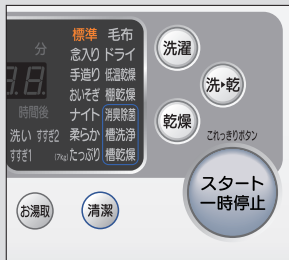 標準 毛布
分 念入り ドライ
手造り 低温乾燥
おいそぎ 棚乾燥
時間後 ナイト 消臭除菌
洗い すすぎ2 柔らか 槽洗浄
すすぎ1 (7kg) たっぷり 槽乾燥
洗濯
洗▸乾
乾燥
これっきりボタン
スタート
一時停止
お湯取
清潔